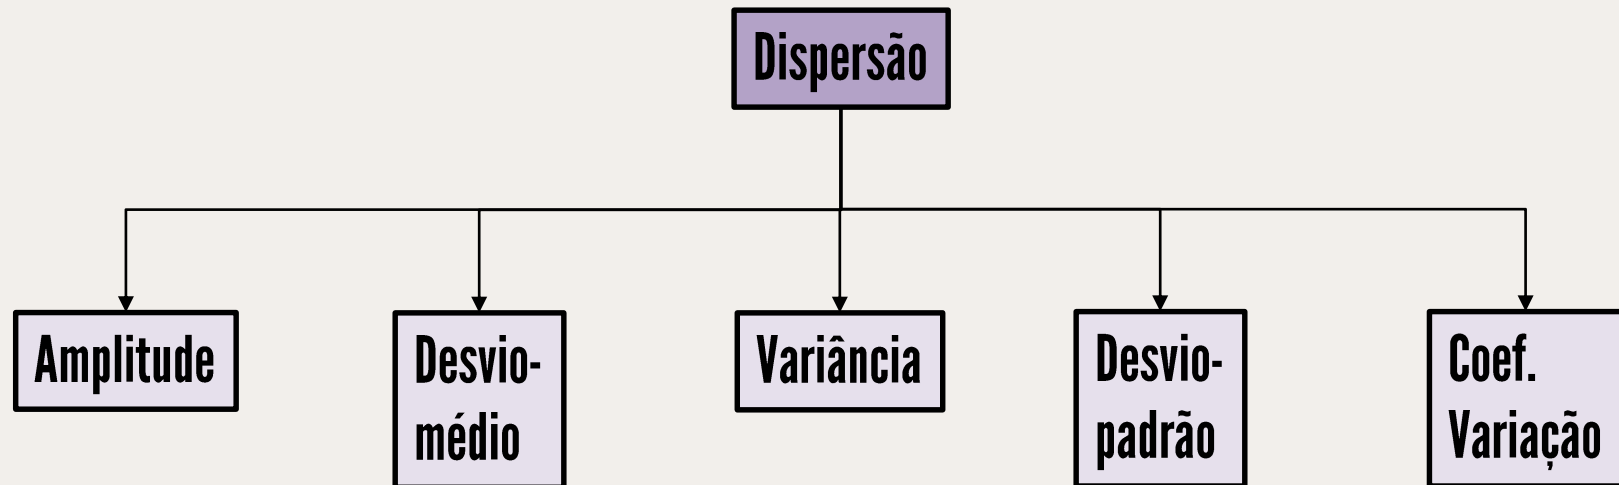 Dispersão
Amplitude
Desvio-
médio
Variância
Desvio-
padrão
Coef.
Variação